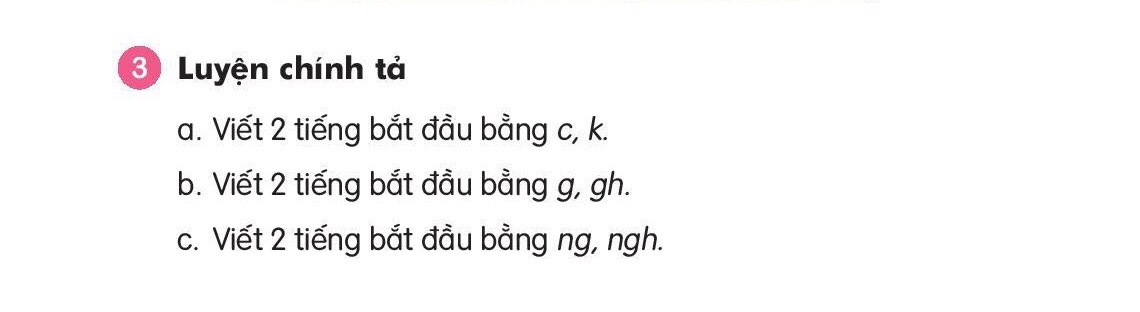 3 Luyện chính tả
a. Viết 2 tiếng bắt đầu bằng c, k.
b. Viết 2 tiếng bắt đầu bằng g, gh.
c. Viết 2 tiếng bắt đầu bằng ng, ngh.